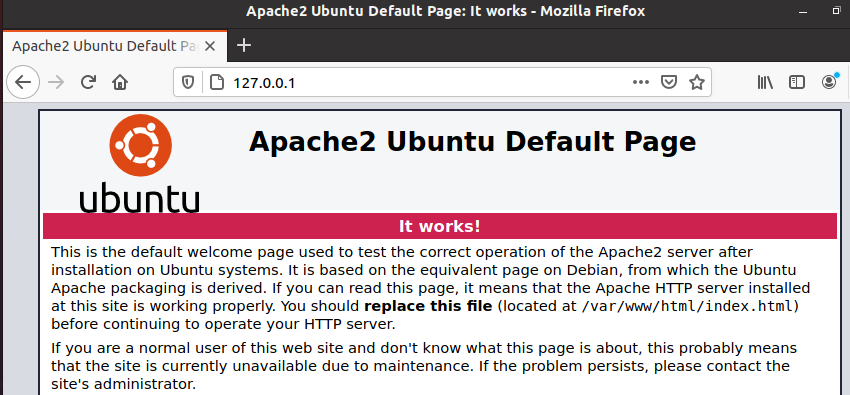 Apache2 Ubuntu Default Page: It works - Mozilla Firefox
Apache2 Ubuntu Default Pa
127.0.0.1
Apache2 Ubuntu Default Page
ubuntu
It works!
This is the default welcome page used to test the correct operation of the Apache2 server after
installation on Ubuntu systems. It is based on the equivalent page on Debian, from which the Ubuntu
Apache packaging is derived. If you can read this page, it means that the Apache HTTP server installed
at this site is working properly. You should replace this file (located at /var/www/html/index.html)
before continuing to operate your HTTP server.
If you are a normal user of this web site and don't know what this page is about, this probably means
that the site is currently unavailable due to maintenance. If the problem persists, please contact the
site's administrator.